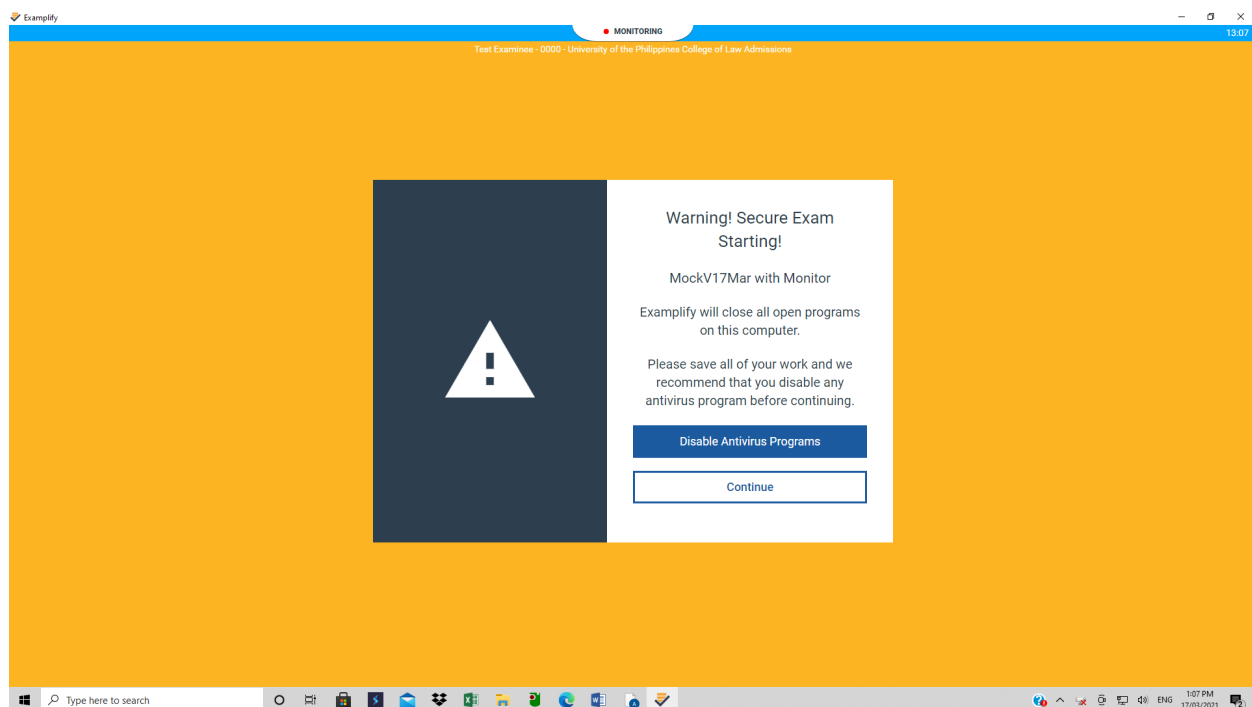 Examplify
MONITORING
13:07
Test Examinee - 0000 - University of the Philippines College of Law Admissions
Warning! Secure Exam
Starting!
MockV17Mar with Monitor
Examplify will close all open programs
on this computer.
Please save all of your work and we
recommend that you disable any
antivirus program before continuing.
Disable Antivirus Programs
Continue
Type here to search
ENG
1:07 PM
17/03/2021